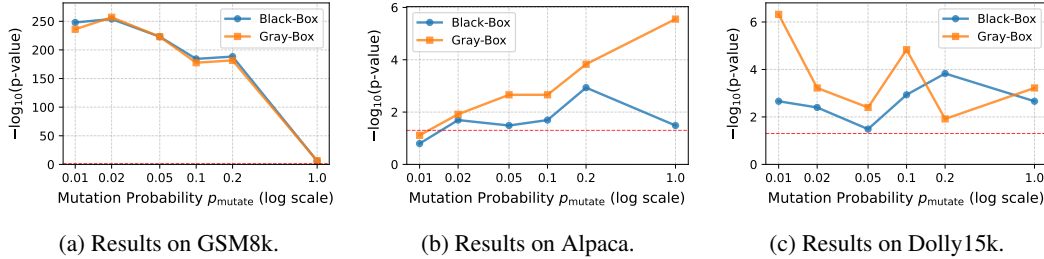 −log₁₀(p-value)
250
200
150
100
50
0
0.01 0.02 0.05 0.1 0.2 1.0
Mutation Probability p_mutate (log scale)
Black-Box
Gray-Box
(a) Results on GSM8k.
−log₁₀(p-value)
6
4
2
0
0.01 0.02 0.05 0.1 0.2 1.0
Mutation Probability p_mutate (log scale)
Black-Box
Gray-Box
(b) Results on Alpaca.
−log₁₀(p-value)
6
4
2
0
0.01 0.02 0.05 0.1 0.2 1.0
Mutation Probability p_mutate (log scale)
Black-Box
Gray-Box
(c) Results on Dolly15k.